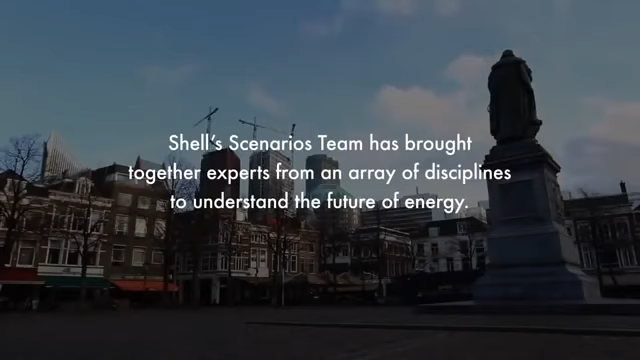 Shell's Scenarios Team has brought
together experts from an array of disciplines
to understand the future of energy.